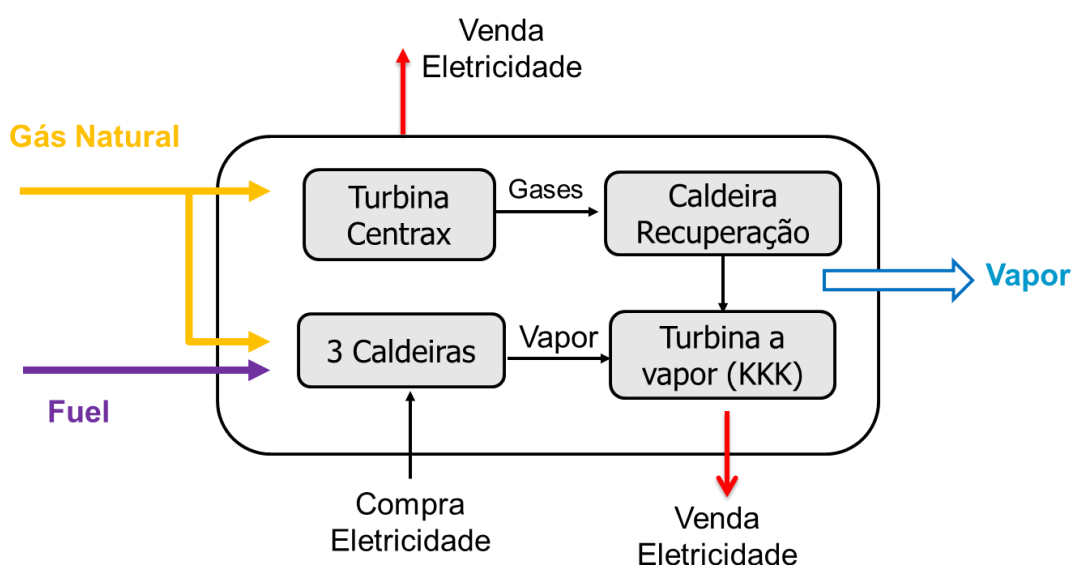 Venda
Eletricidade
Gás Natural
Turbina
Centrax
Gases
Caldeira
Recuperação
Vapor
3 Caldeiras
Vapor
Turbina a
vapor (KKK)
Fuel
Compra
Eletricidade
Venda
Eletricidade